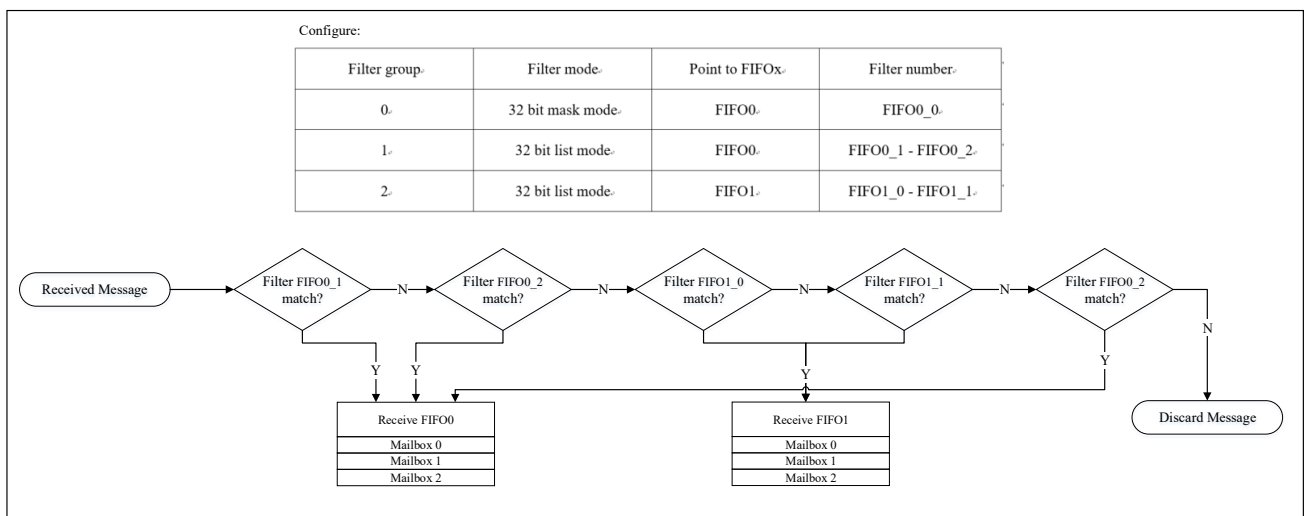 Configure:
Filter group Filter mode Point to FIFOx Filter number
0 32 bit mask mode FIFO0 FIFO0_0
1 32 bit list mode FIFO0 FIFO0_1 - FIFO0_2
2 32 bit list mode FIFO1 FIFO1_0 - FIFO1_1
Received Message
Filter FIFO0_1
match?
N
Filter FIFO0_2
match?
N
Filter FIFO1_0
match?
N
Filter FIFO1_1
match?
N
Filter FIFO0_2
match?
N
Y
Y
Y
Y
Receive FIFO0
Mailbox 0
Mailbox 1
Mailbox 2
Receive FIFO1
Mailbox 0
Mailbox 1
Mailbox 2
Discard Message